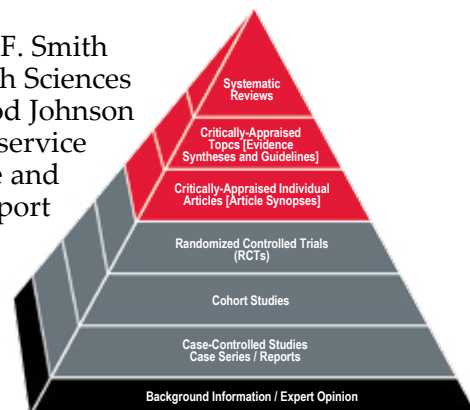 F. Smith
h Sciences
od Johnson
service
e and
port
Systematic
Reviews
Critically-Appraised
Topcs [Evidence
Syntheses and Guidelines]
Critically-Appraised Individual
Articles [Article Synopses]
Randomized Controlled Trials
(RCTs)
Cohort Studies
Case-Controlled Studies
Case Series / Reports
Background Information / Expert Opinion